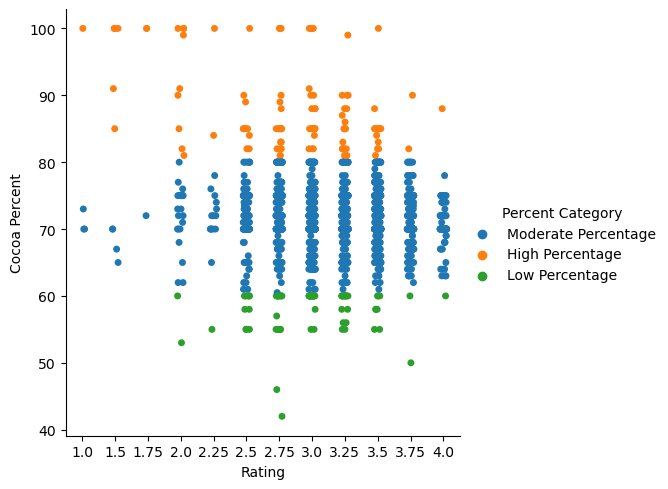 100
90
80
70
60
50
40
Cocoa Percent
1.0 1.5 1.75 2.0 2.25 2.5 2.75 3.0 3.25 3.5 3.75 4.0
Rating
Percent Category
Moderate Percentage
High Percentage
Low Percentage